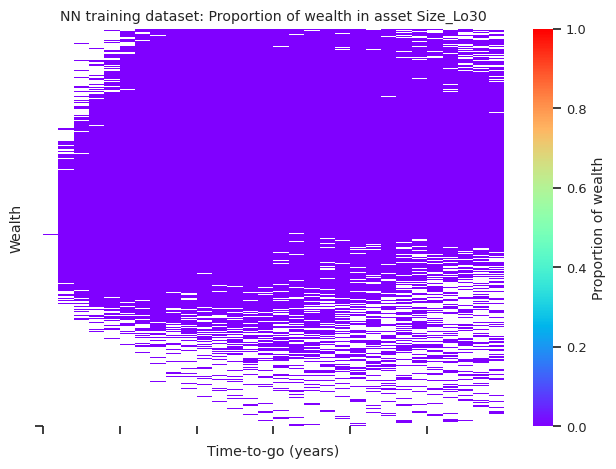 NN training dataset: Proportion of wealth in asset Size_Lo30
Wealth
Time-to-go (years)
1.0
0.8
0.6
0.4
0.2
0.0
Proportion of wealth